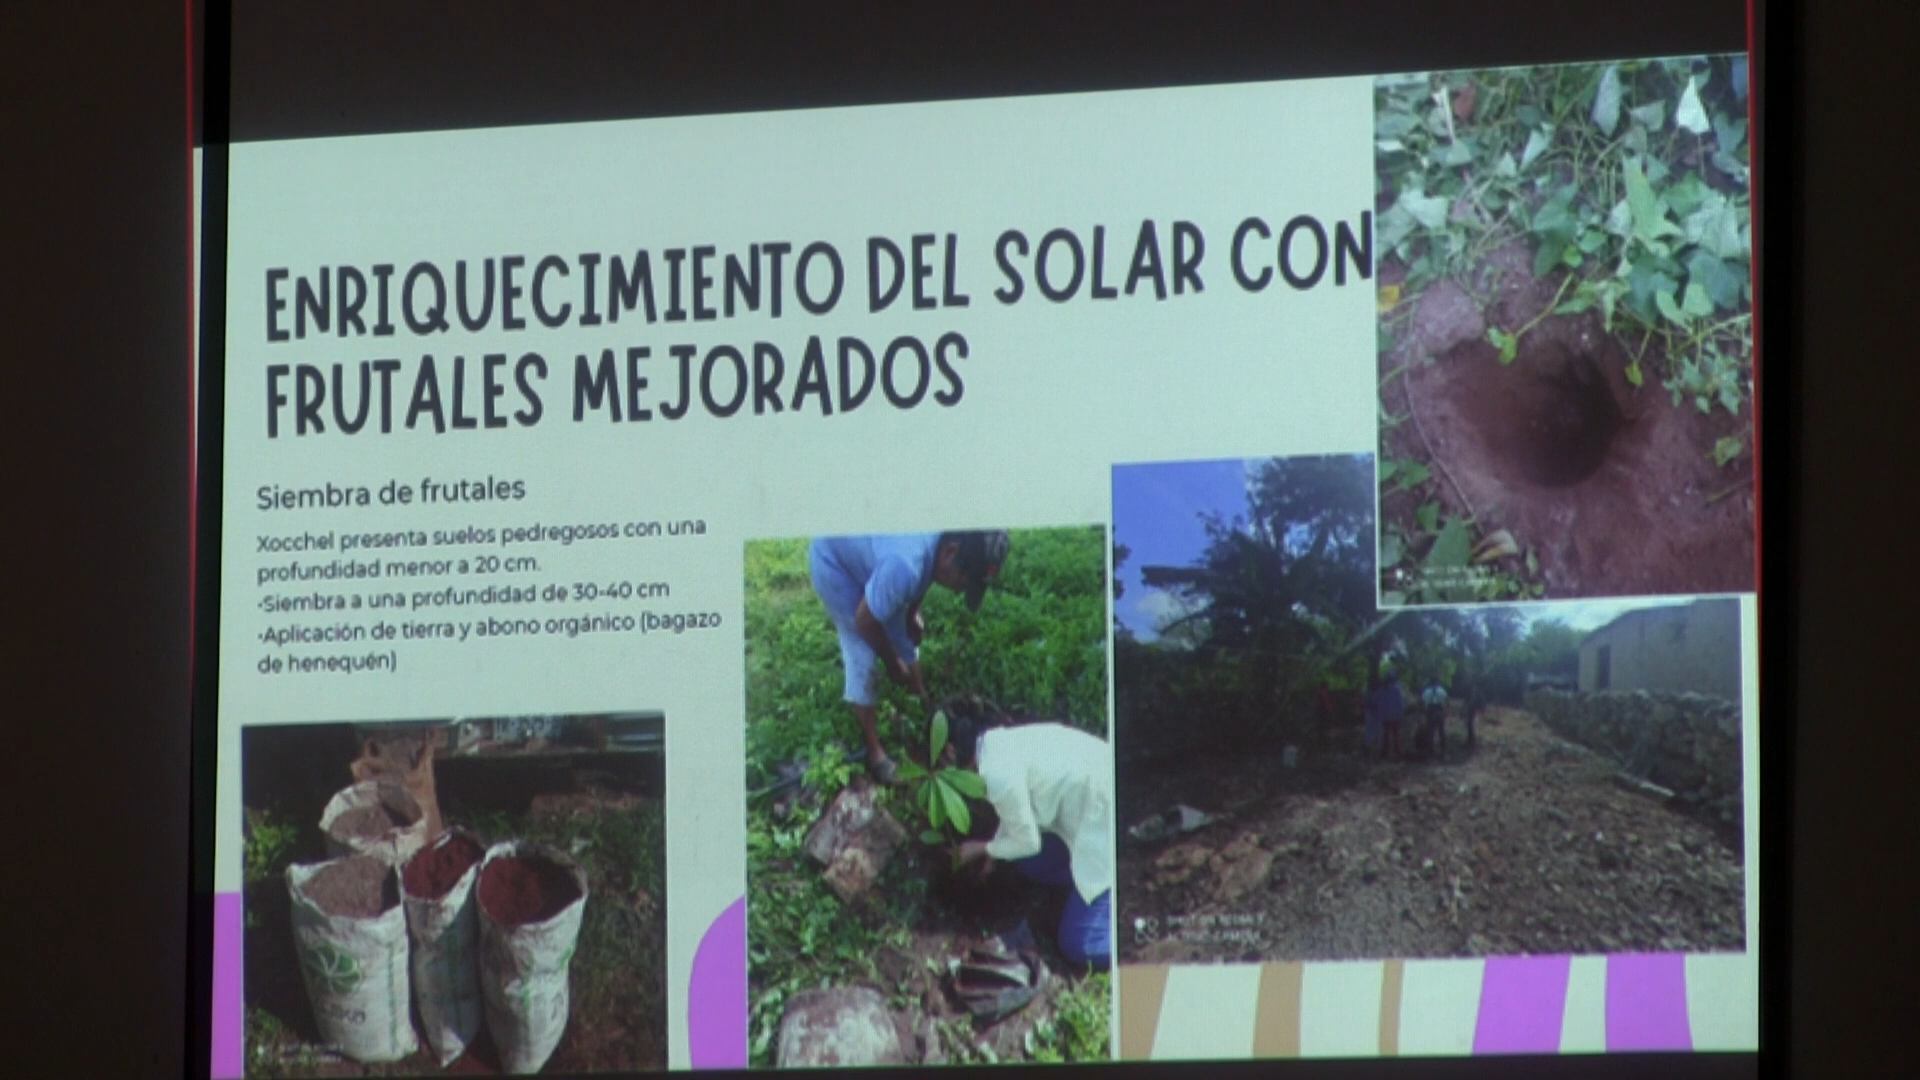 ENRIQUECIMIENTO DEL SOLAR CON
FRUTALES MEJORADOS
Siembra de frutales
Xocchel presenta suelos pedregosos con una
profundidad menor a 20 cm.
•Siembra a una profundidad de 30-40 cm
•Aplicación de tierra y abono orgánico (bagazo
de henequén)